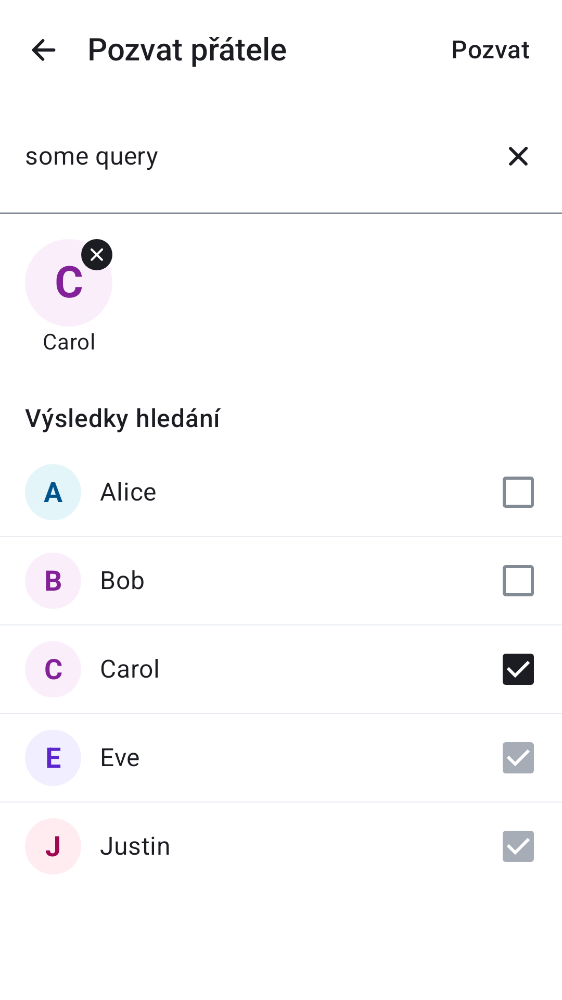 Pozvat přátele
Pozvat
some query
C
Carol
Výsledky hledání
A Alice
B Bob
C Carol
E Eve
J Justin